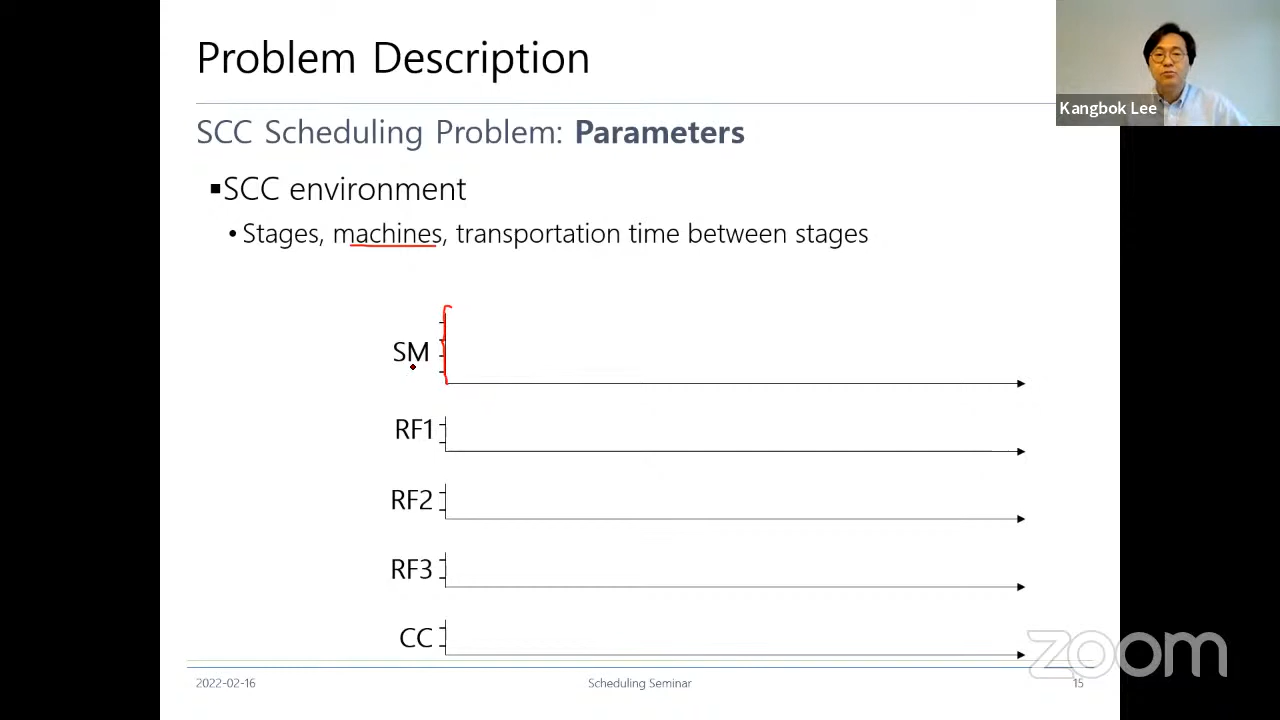 Problem Description
Kangbok Lee
SCC Scheduling Problem: Parameters
▪SCC environment
• Stages, machines, transportation time between stages
SM
RF1
RF2
RF3
CC
zoom
2022-02-16
Scheduling Seminar
15